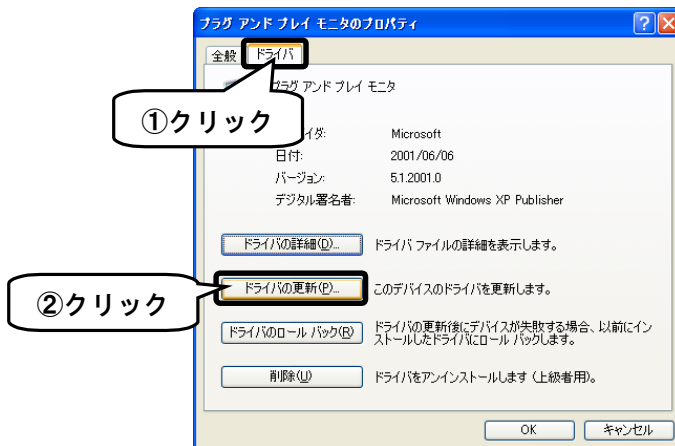 プラグ アンド プレイ モニタのプロパティ
全般
ドライバ
プラグ アンド プレイ モニタ
①クリック
イダ:
Microsoft
日付:
2001/06/06
バージョン:
5.1.2001.0
デジタル署名者:
Microsoft Windows XP Publisher
ドライバの詳細(D)...
ドライバ ファイルの詳細を表示します。
②クリック
ドライバの更新(P)...
このデバイスのドライバを更新します。
ドライバのロール バック(R)
ドライバの更新後にデバイスが失敗する場合、以前にイン
ストールしたドライバにロール バックします。
削除(U)
ドライバをアンインストールします (上級者用)。
OK
キャンセル